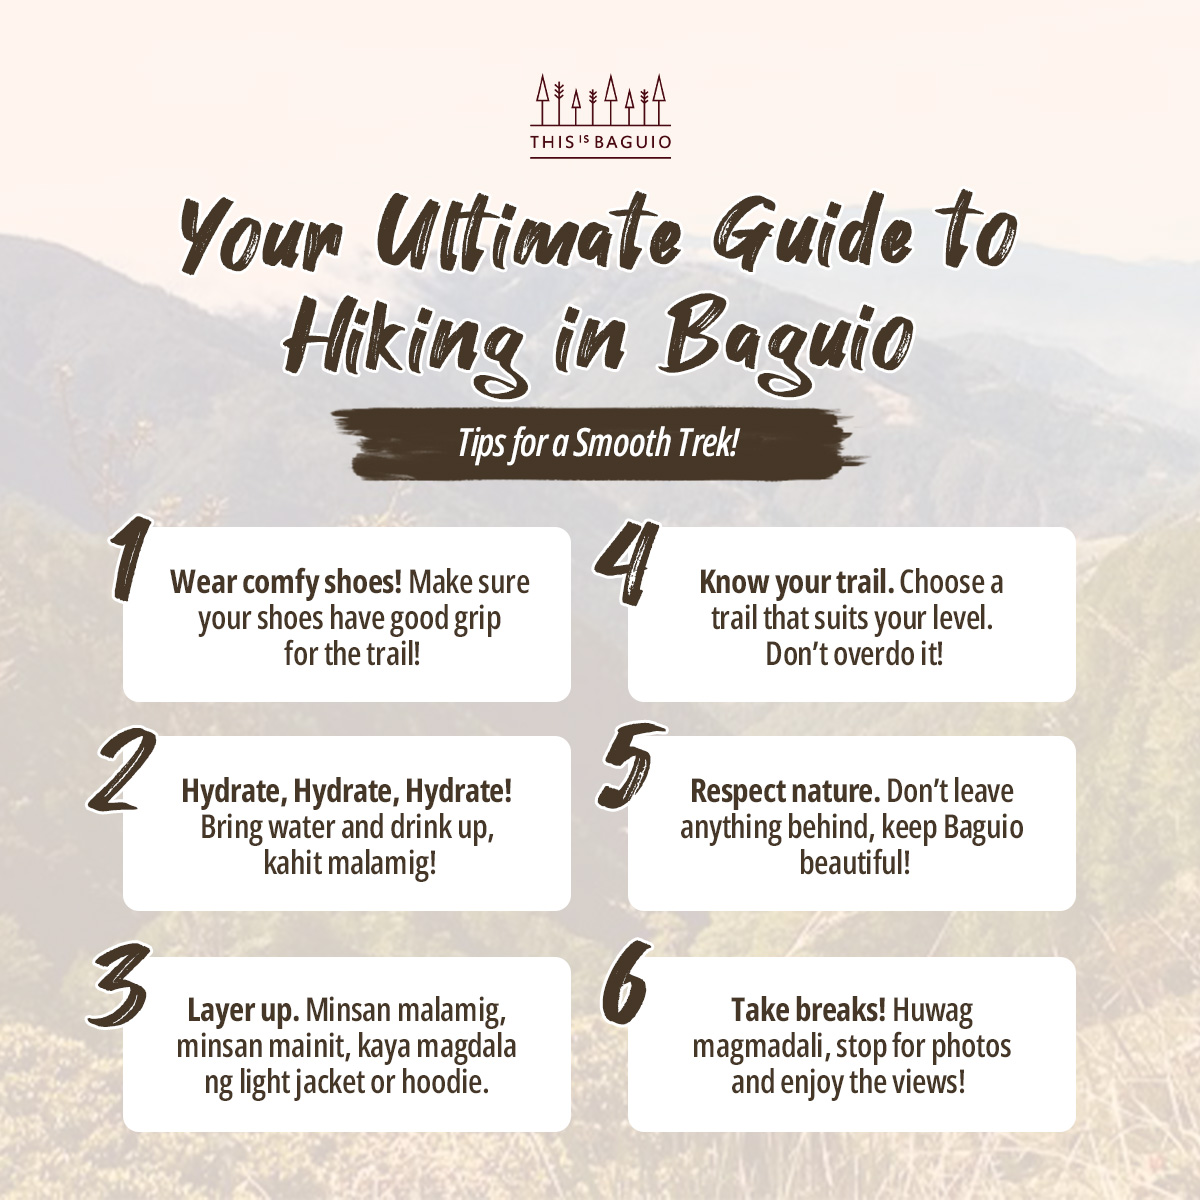 THIS IS BAGUIO
Your Ultimate Guide to
Hiking in Baguio
Tips for a Smooth Trek!
1
Wear comfy shoes! Make sure
your shoes have good grip
for the trail!
2
Hydrate, Hydrate, Hydrate!
Bring water and drink up,
kahit malamig!
3
Layer up. Minsan malamig,
minsan mainit, kaya magdala
ng light jacket or hoodie.
4
Know your trail. Choose a
trail that suits your level.
Don’t overdo it!
5
Respect nature. Don’t leave
anything behind, keep Baguio
beautiful!
6
Take breaks! Huwag
magmadali, stop for photos
and enjoy the views!